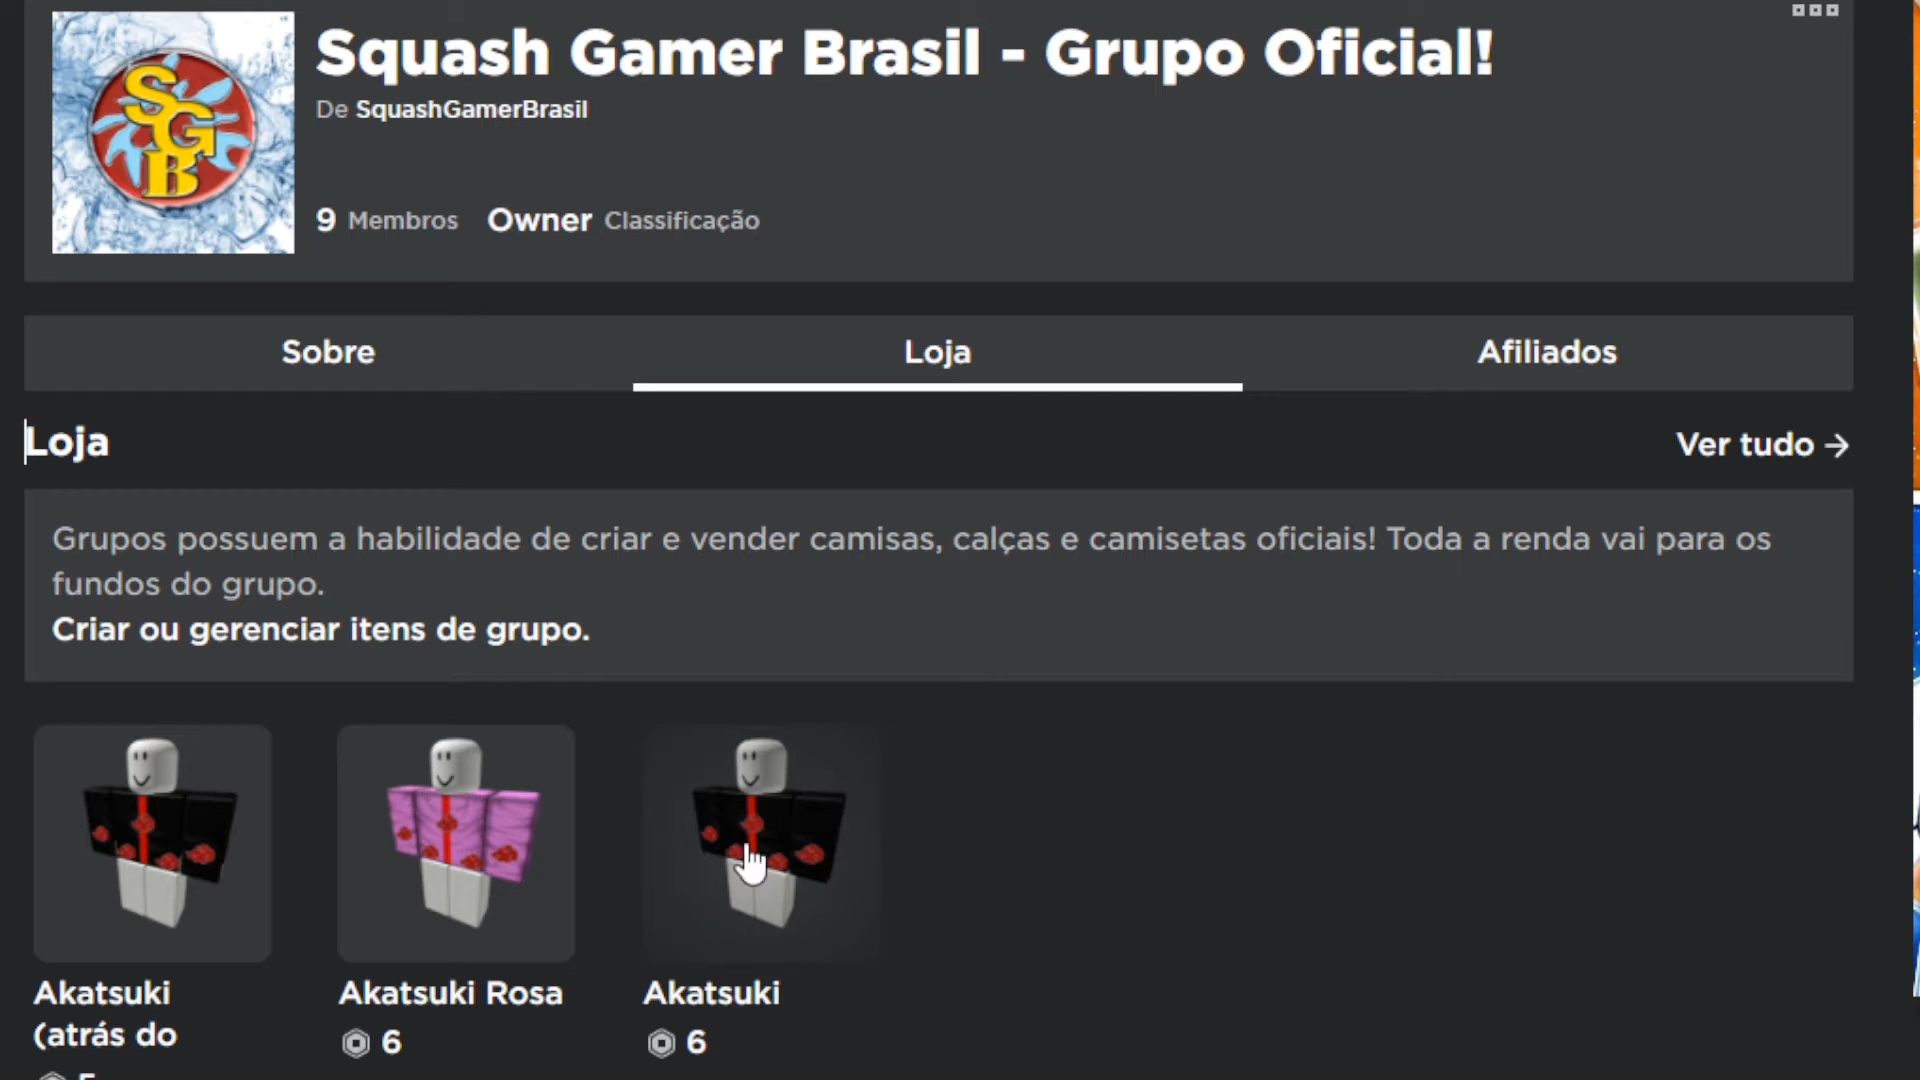 Squash Gamer Brasil - Grupo Oficial!
De SquashGamerBrasil
SGB
9 Membros Owner Classificação
Sobre Loja Afiliados
Loja
Ver tudo →
Grupos possuem a habilidade de criar e vender camisas, calças e camisetas oficiais! Toda a renda vai para os
fundos do grupo.
Criar ou gerenciar itens de grupo.
Akatsuki
(atrás do
Akatsuki Rosa
6
Akatsuki
6